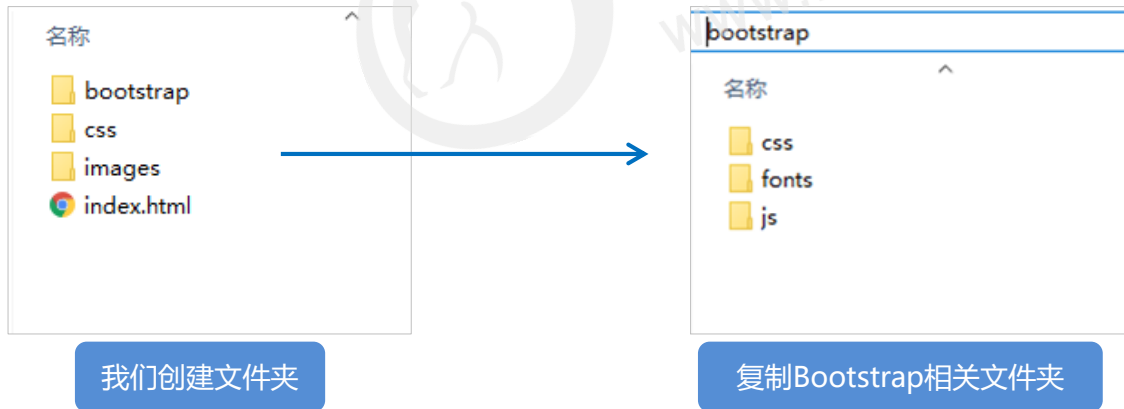 名称
bootstrap
css
images
index.html
我们创建文件夹
bootstrap
名称
css
fonts
js
复制Bootstrap相关文件夹